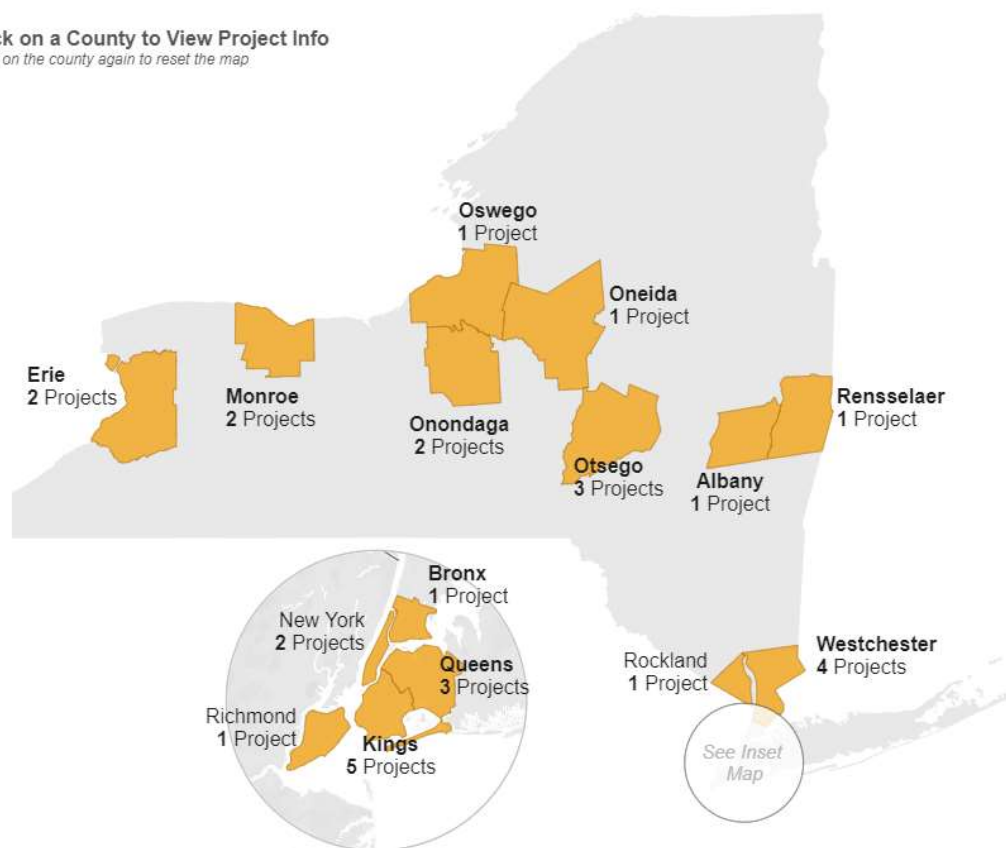 ck on a County to View Project Info
on the county again to reset the map
Oswego
1 Project
Oneida
1 Project
Erie
2 Projects
Monroe
2 Projects
Onondaga
2 Projects
Otsego
3 Projects
Rensselaer
1 Project
Albany
1 Project
Bronx
1 Project
New York
2 Projects
Queens
3 Projects
Richmond
1 Project
Kings
5 Projects
Rockland
1 Project
Westchester
4 Projects
See Inset
Map